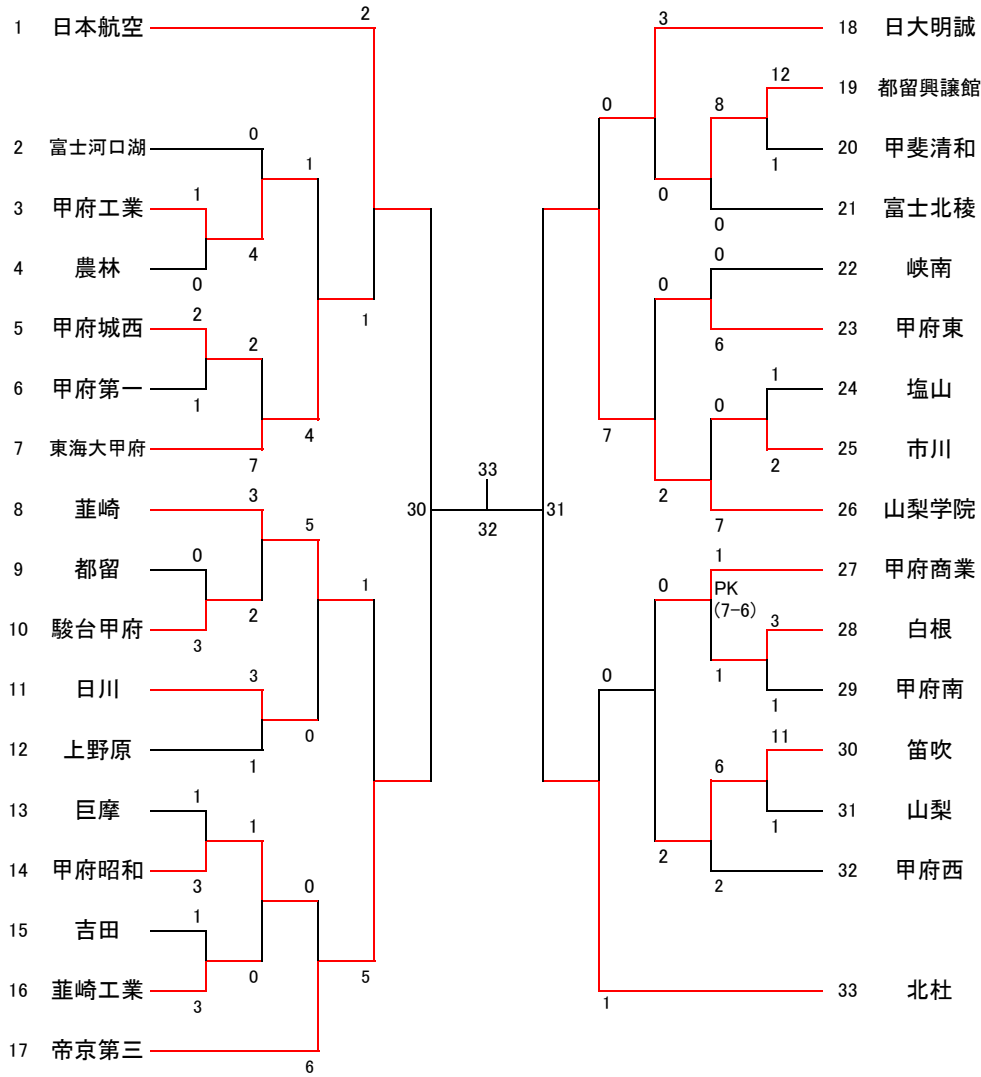 1 日本航空 2
2 富士河口湖 0
1
3 甲府工業 1
4
4 農林 0
5 甲府城西 2
2
1
6 甲府第一 1
4
7 東海大甲府 7
8 韮崎 3
5
9 都留 0
2
10 駿台甲府 3
1
11 日川 3
0
12 上野原 1
13 巨摩 1
1
14 甲府昭和 3
0
15 吉田 1
0
5
16 韮崎工業 3
17 帝京第三 6
30
33
32
31
3 18 日大明誠
12 19 都留興譲館
0
8
1 20 甲斐清和
0
0 21 富士北稜
0 22 峡南
0
6 23 甲府東
1 24 塩山
0
7
2 25 市川
2
7 26 山梨学院
1 27 甲府商業
0
PK
(7-6)
3 28 白根
1
0
1 29 甲府南
11 30 笛吹
6
1 31 山梨
2
2 32 甲府西
1 33 北杜